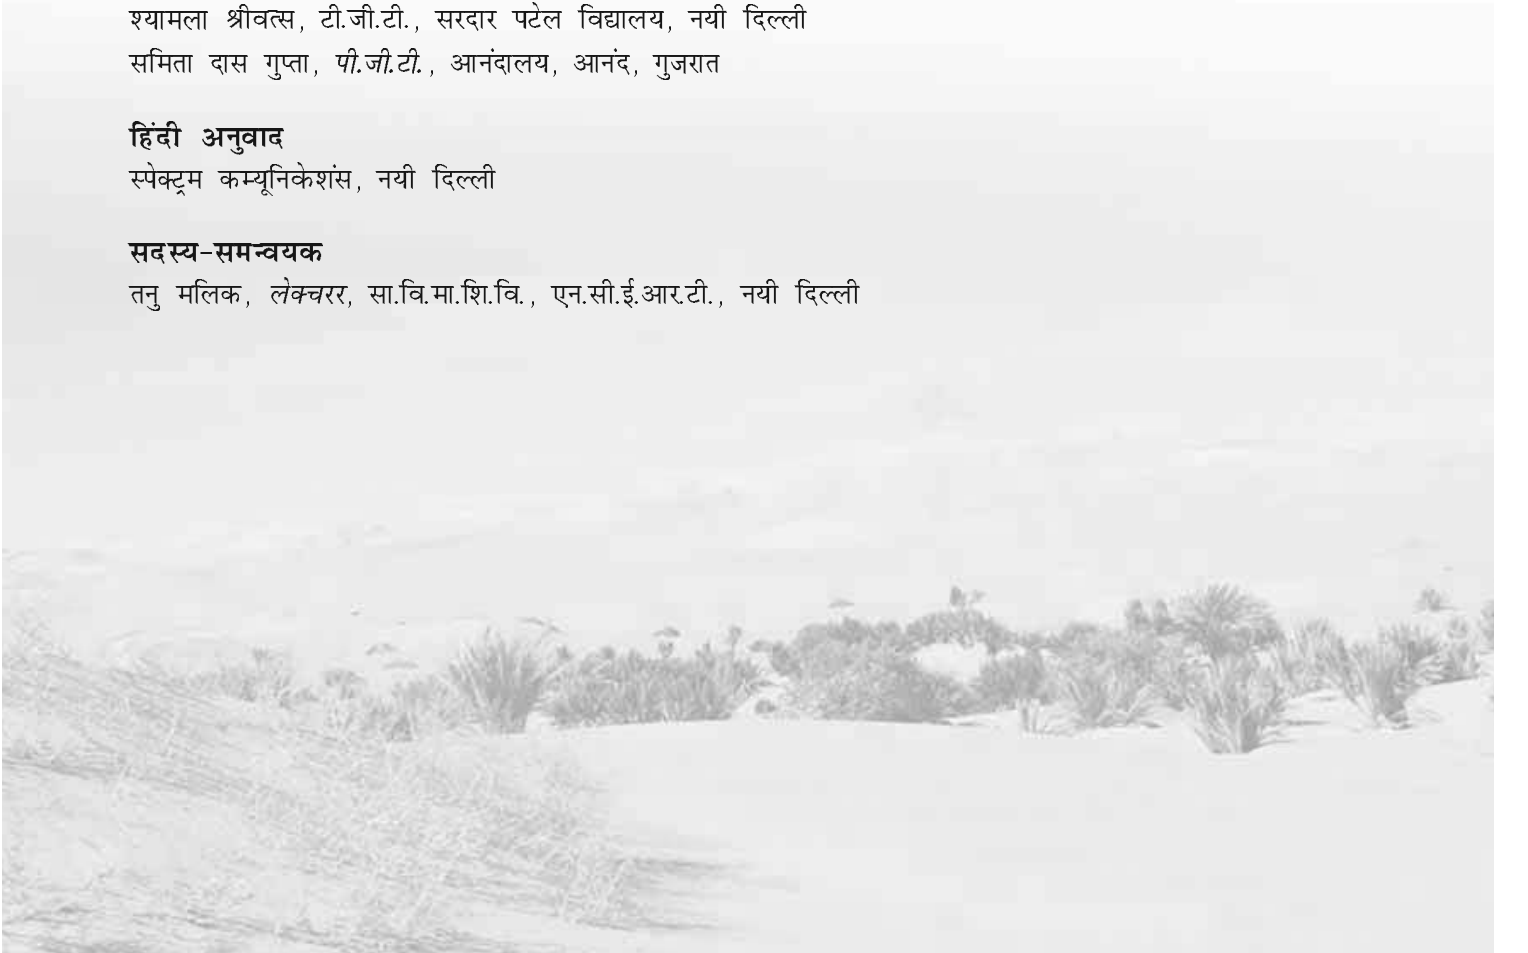 श्यामला श्रीवत्स, टी.जी.टी., सरदार पटेल विद्यालय, नयी दिल्ली
समिता दास गुप्ता, पी.जी.टी., आनंदालय, आनंद, गुजरात
हिंदी अनुवाद
स्पेक्ट्रम कम्यूनिकेशंस, नयी दिल्ली
सदस्य-समन्वयक
तनु मलिक, लेक्चरर, सा.वि.मा.शि.वि., एन.सी.ई.आर.टी., नयी दिल्ली